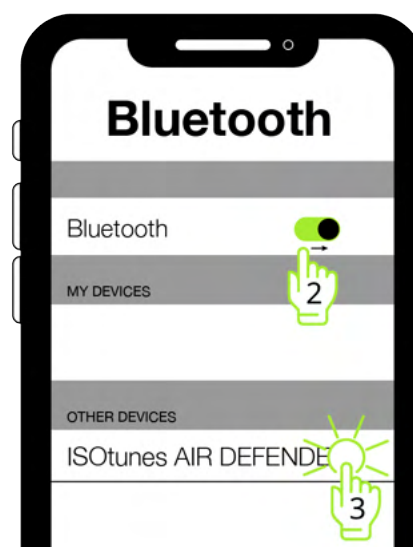 Bluetooth
Bluetooth
2
MY DEVICES
OTHER DEVICES
ISOtunes AIR DEFENDE
3